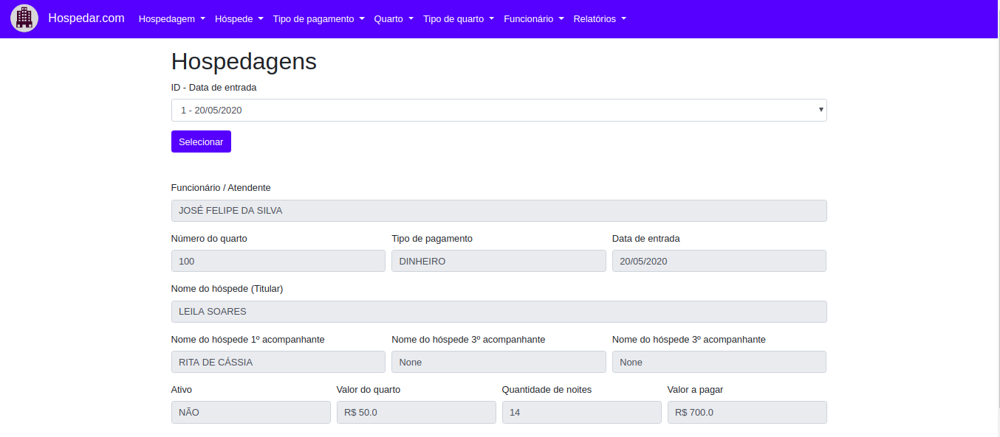 Hospedar.com Hospedagem Hóspede Tipo de pagamento Quarto Tipo de quarto Funcionário Relatórios
Hospedagens
ID - Data de entrada
1 - 20/05/2020
Selecionar
Funcionário / Atendente
JOSÉ FELIPE DA SILVA
Número do quarto Tipo de pagamento Data de entrada
100 DINHEIRO 20/05/2020
Nome do hóspede (Titular)
LEILA SOARES
Nome do hóspede 1º acompanhante Nome do hóspede 3º acompanhante Nome do hóspede 3º acompanhante
RITA DE CÁSSIA None None
Ativo Valor do quarto Quantidade de noites Valor a pagar
NÃO R$ 50.0 14 R$ 700.0